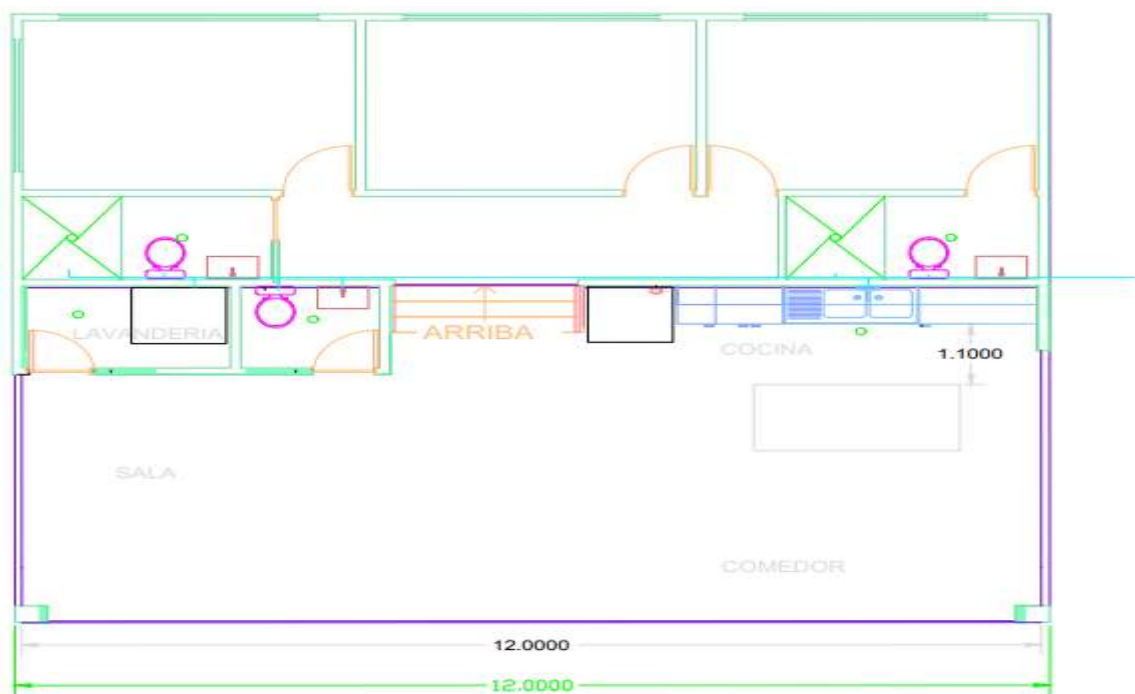 LAVANDERIA
ARRIBA
COCINA
1.1000
SALA
COMEDOR
12.0000
12.0000